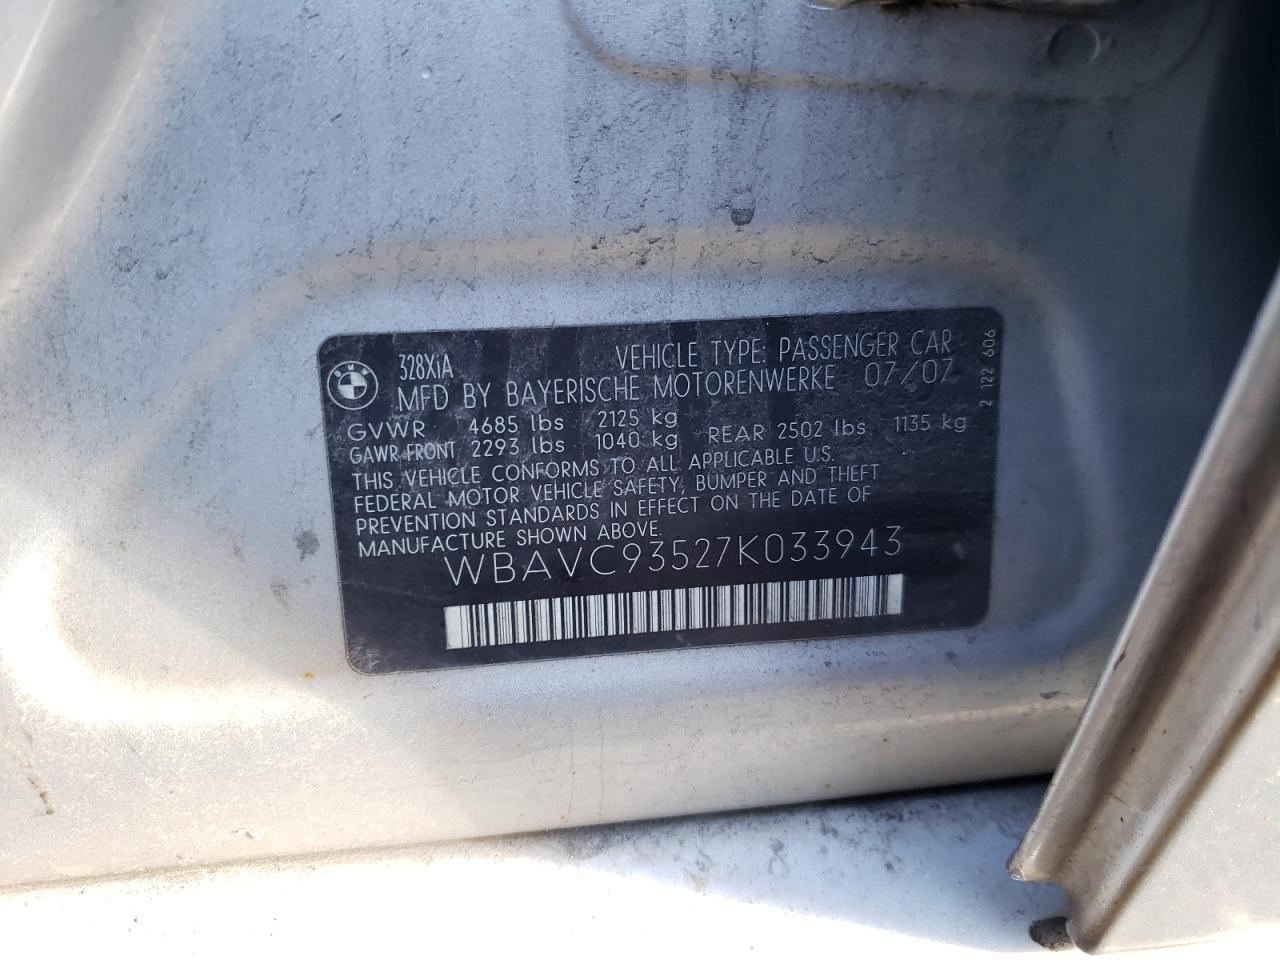 BMW
328XiA VEHICLE TYPE: PASSENGER CAR
MFD BY BAYERISCHE MOTORENWERKE 07/07
GVWR 4685 lbs 2125 kg
GAWR-FRONT 2293 lbs 1040 kg REAR 2502 lbs 1135 kg
THIS VEHICLE CONFORMS TO ALL APPLICABLE U.S.
FEDERAL MOTOR VEHICLE SAFETY, BUMPER AND THEFT
PREVENTION STANDARDS IN EFFECT ON THE DATE OF
MANUFACTURE SHOWN ABOVE.
WBAVC93527K033943
2 122 606